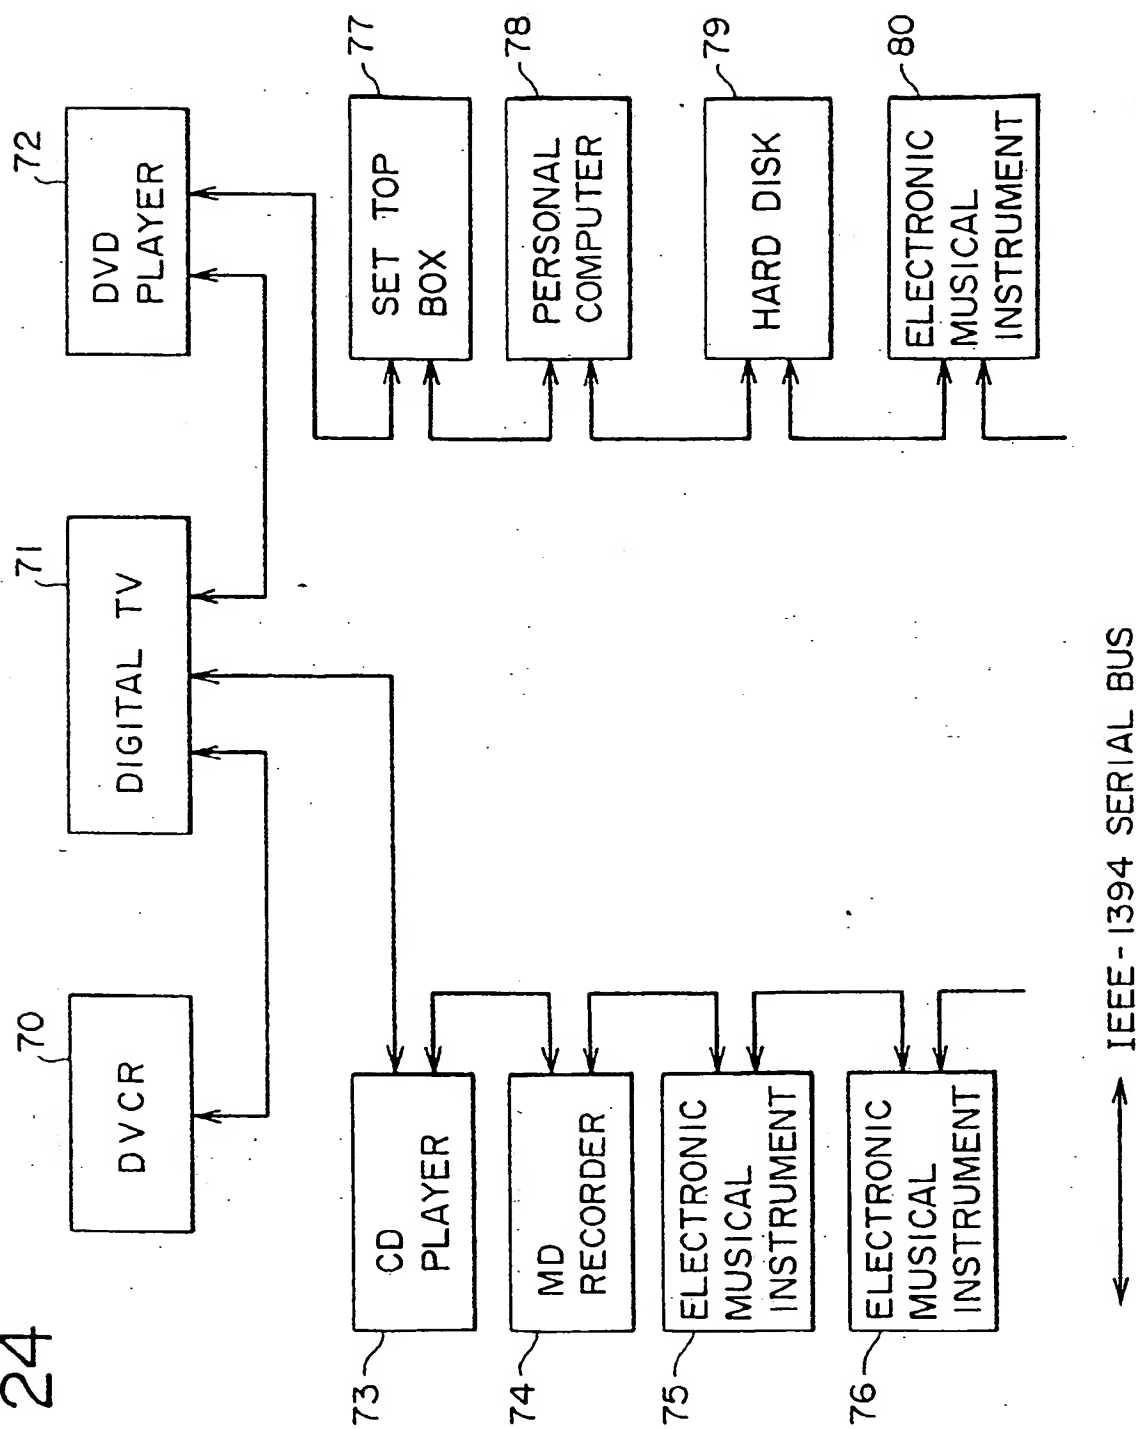 24
70
DVCR
71
DIGITAL TV
72
DVD
PLAYER
73
CD
PLAYER
74
MD
RECORDER
75
ELECTRONIC
MUSICAL
INSTRUMENT
76
ELECTRONIC
MUSICAL
INSTRUMENT
77
SET TOP
BOX
78
PERSONAL
COMPUTER
79
HARD DISK
80
ELECTRONIC
MUSICAL
INSTRUMENT
IEEE-1394 SERIAL BUS